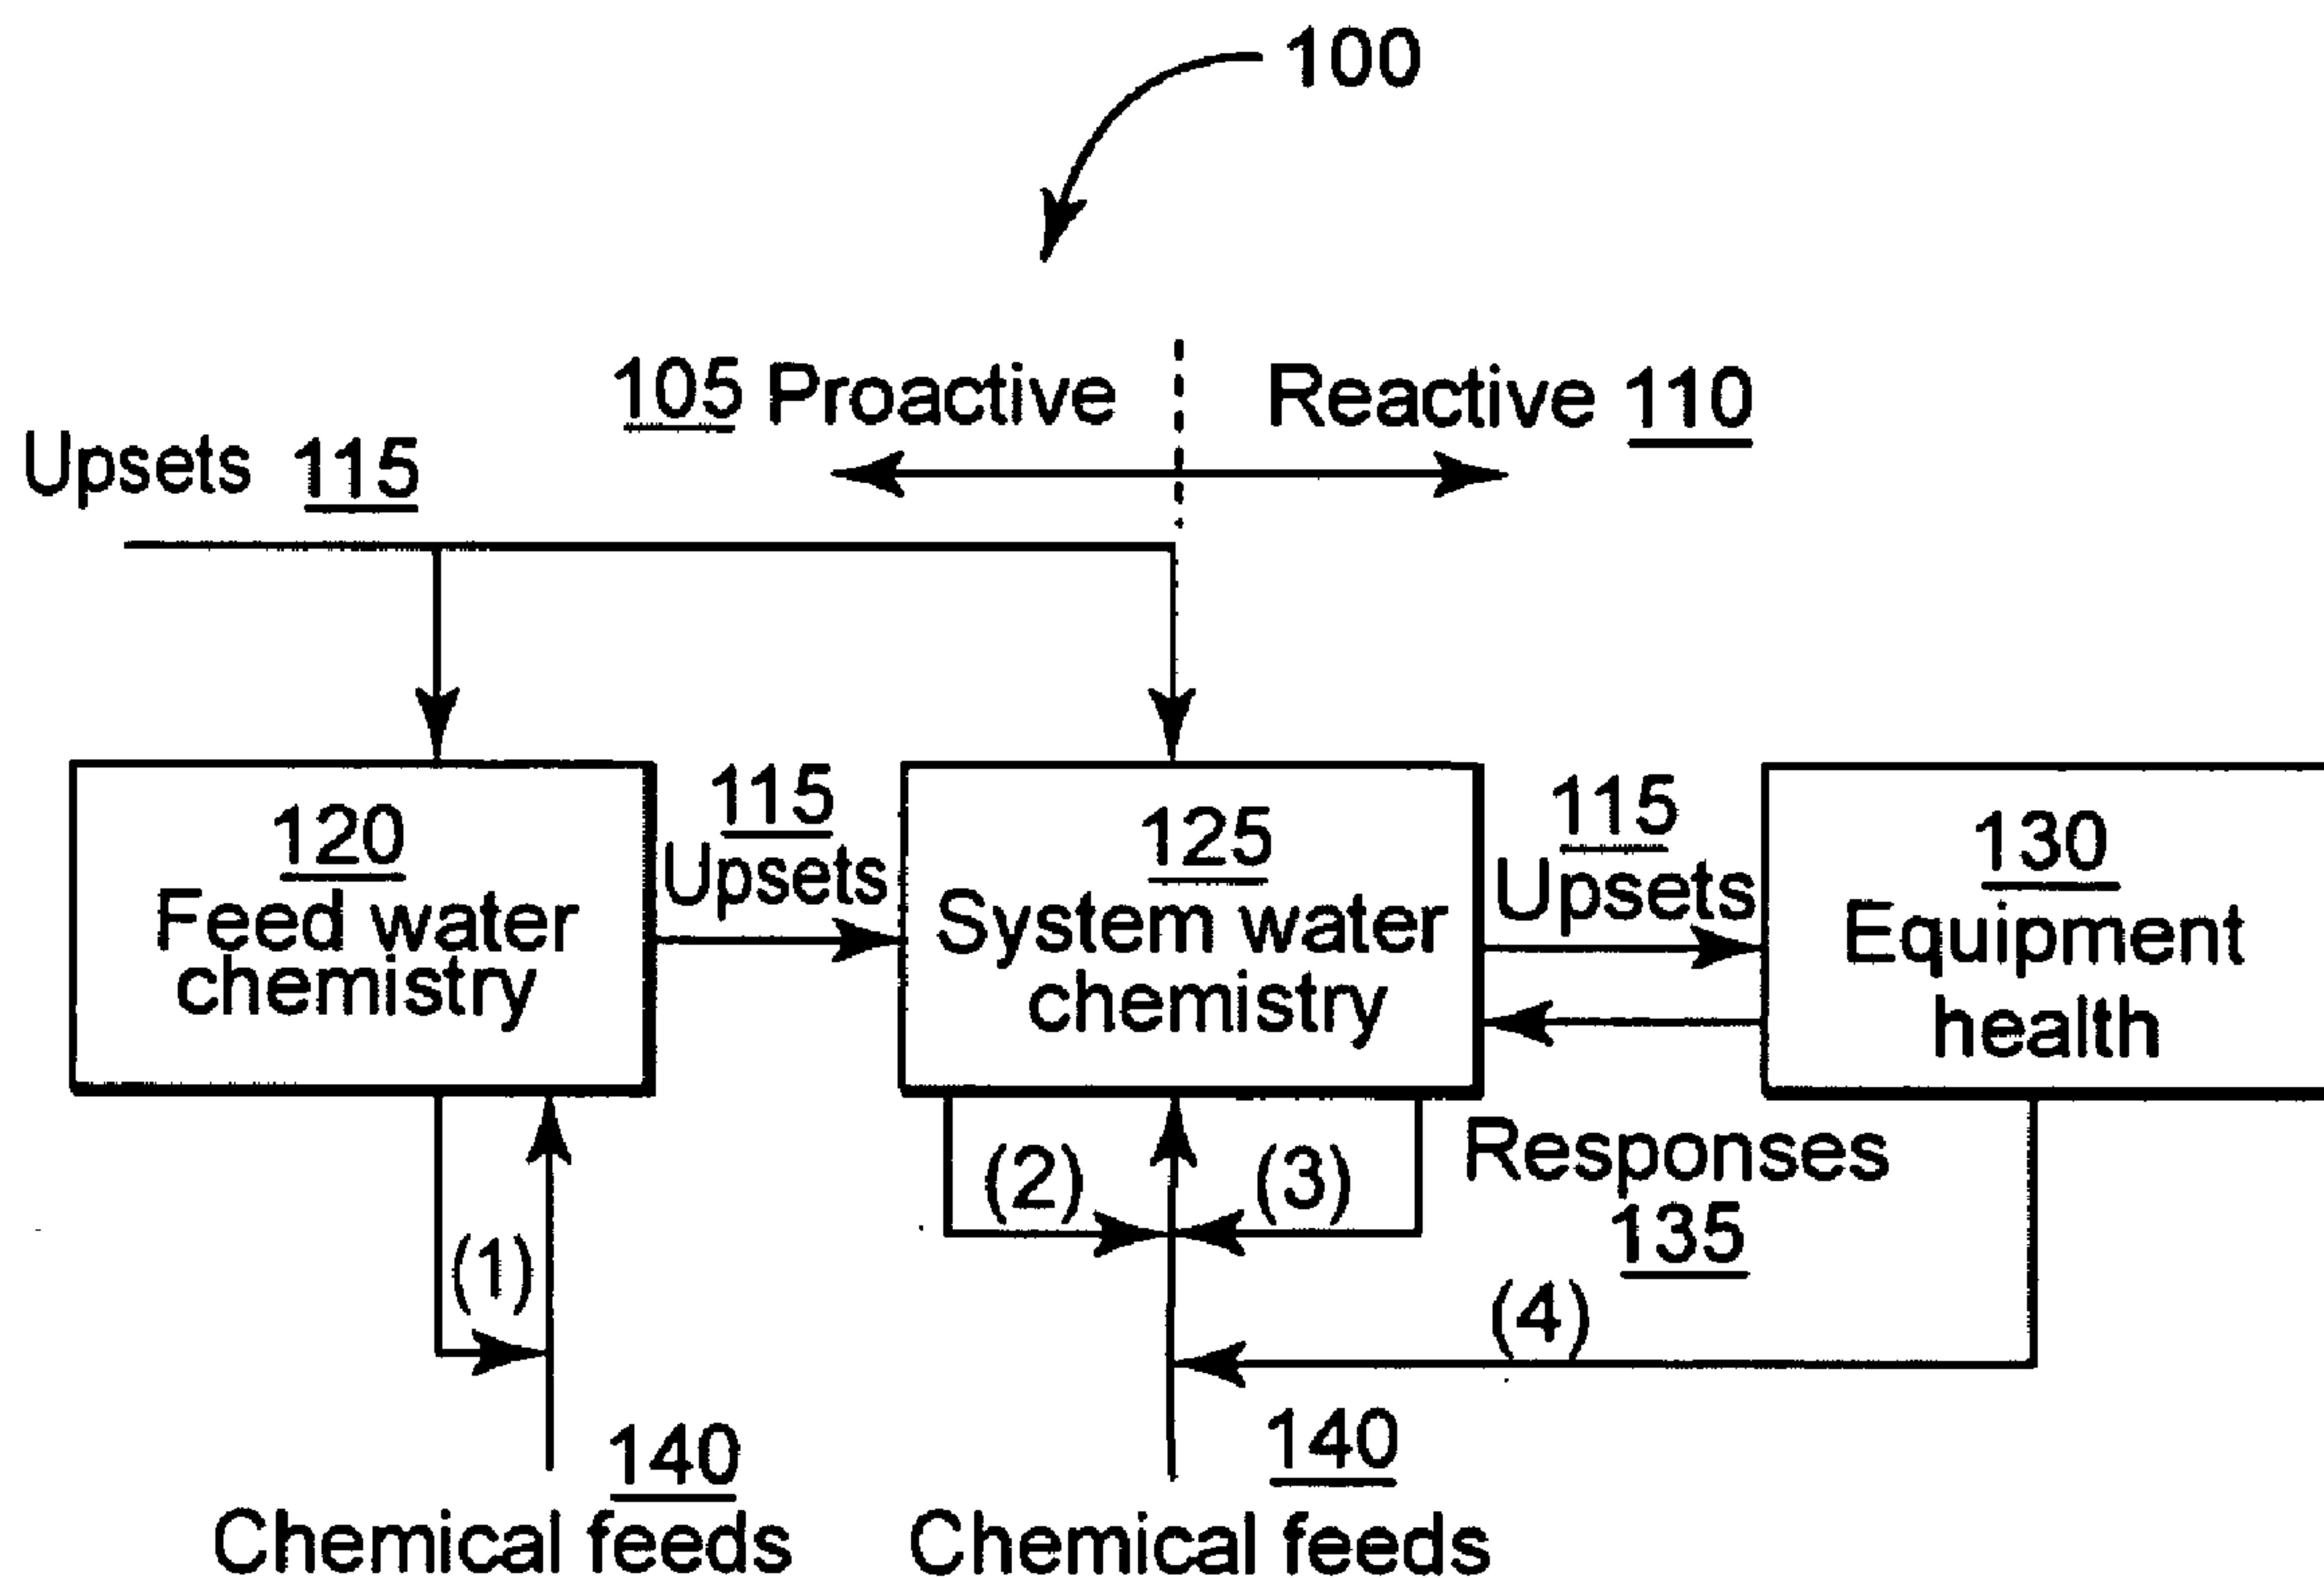 100
105 Proactive
Reactive 110
Upsets 115
120
Feed water
chemistry
115
Upsets
125
System water
chemistry
115
Upsets
130
Equipment
health
(1)
(2)
(3)
Responses
135
(4)
140
Chemical feeds
140
Chemical feeds